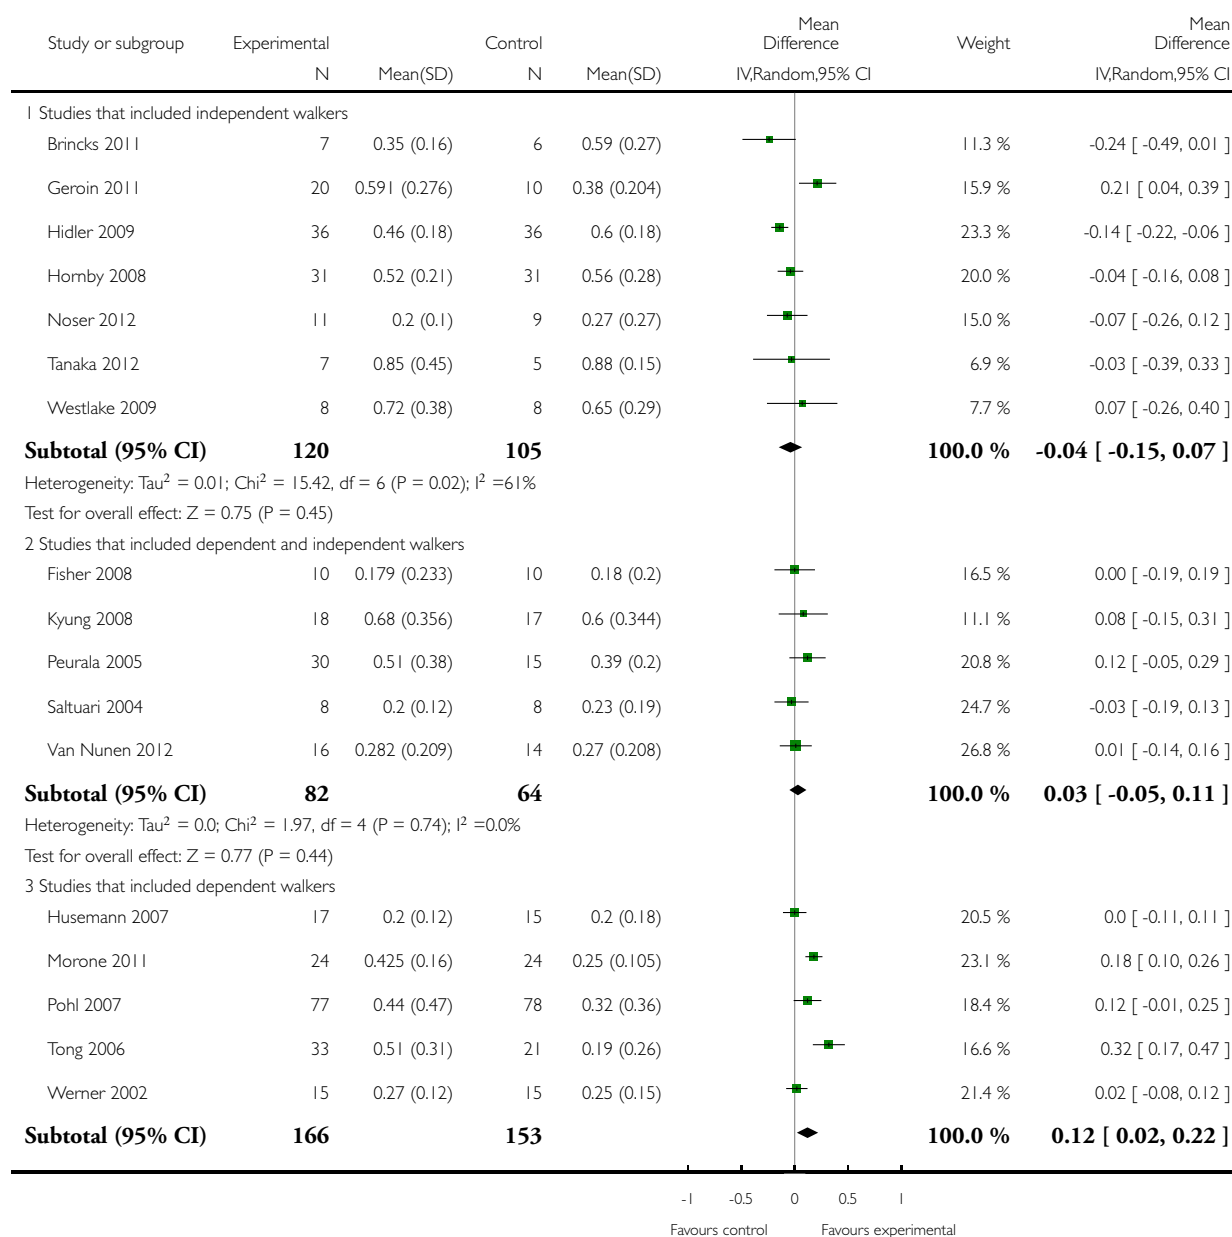 Study or subgroup Experimental Control Mean Difference Weight Mean Difference
N Mean(SD) N Mean(SD) IV,Random,95% CI IV,Random,95% CI
1 Studies that included independent walkers
Brincks 2011 7 0.35 (0.16) 6 0.59 (0.27) 11.3 % -0.24 [ -0.49, 0.01 ]
Geroin 2011 20 0.591 (0.276) 10 0.38 (0.204) 15.9 % 0.21 [ 0.04, 0.39 ]
Hidler 2009 36 0.46 (0.18) 36 0.6 (0.18) 23.3 % -0.14 [ -0.22, -0.06 ]
Hornby 2008 31 0.52 (0.21) 31 0.56 (0.28) 20.0 % -0.04 [ -0.16, 0.08 ]
Noser 2012 11 0.2 (0.1) 9 0.27 (0.27) 15.0 % -0.07 [ -0.26, 0.12 ]
Tanaka 2012 7 0.85 (0.45) 5 0.88 (0.15) 6.9 % -0.03 [ -0.39, 0.33 ]
Westlake 2009 8 0.72 (0.38) 8 0.65 (0.29) 7.7 % 0.07 [ -0.26, 0.40 ]
Subtotal (95% CI) 120 105 100.0 % -0.04 [ -0.15, 0.07 ]
Heterogeneity: Tau² = 0.01; Chi² = 15.42, df = 6 (P = 0.02); I² =61%
Test for overall effect: Z = 0.75 (P = 0.45)
2 Studies that included dependent and independent walkers
Fisher 2008 10 0.179 (0.233) 10 0.18 (0.2) 16.5 % 0.00 [ -0.19, 0.19 ]
Kyung 2008 18 0.68 (0.356) 17 0.6 (0.344) 11.1 % 0.08 [ -0.15, 0.31 ]
Peurala 2005 30 0.51 (0.38) 15 0.39 (0.2) 20.8 % 0.12 [ -0.05, 0.29 ]
Saltuari 2004 8 0.2 (0.12) 8 0.23 (0.19) 24.7 % -0.03 [ -0.19, 0.13 ]
Van Nunen 2012 16 0.282 (0.209) 14 0.27 (0.208) 26.8 % 0.01 [ -0.14, 0.16 ]
Subtotal (95% CI) 82 64 100.0 % 0.03 [ -0.05, 0.11 ]
Heterogeneity: Tau² = 0.0; Chi² = 1.97, df = 4 (P = 0.74); I² =0.0%
Test for overall effect: Z = 0.77 (P = 0.44)
3 Studies that included dependent walkers
Husemann 2007 17 0.2 (0.12) 15 0.2 (0.18) 20.5 % 0.0 [ -0.11, 0.11 ]
Morone 2011 24 0.425 (0.16) 24 0.25 (0.105) 23.1 % 0.18 [ 0.10, 0.26 ]
Pohl 2007 77 0.44 (0.47) 78 0.32 (0.36) 18.4 % 0.12 [ -0.01, 0.25 ]
Tong 2006 33 0.51 (0.31) 21 0.19 (0.26) 16.6 % 0.32 [ 0.17, 0.47 ]
Werner 2002 15 0.27 (0.12) 15 0.25 (0.15) 21.4 % 0.02 [ -0.08, 0.12 ]
Subtotal (95% CI) 166 153 100.0 % 0.12 [ 0.02, 0.22 ]
-1 -0.5 0 0.5 1
Favours control Favours experimental